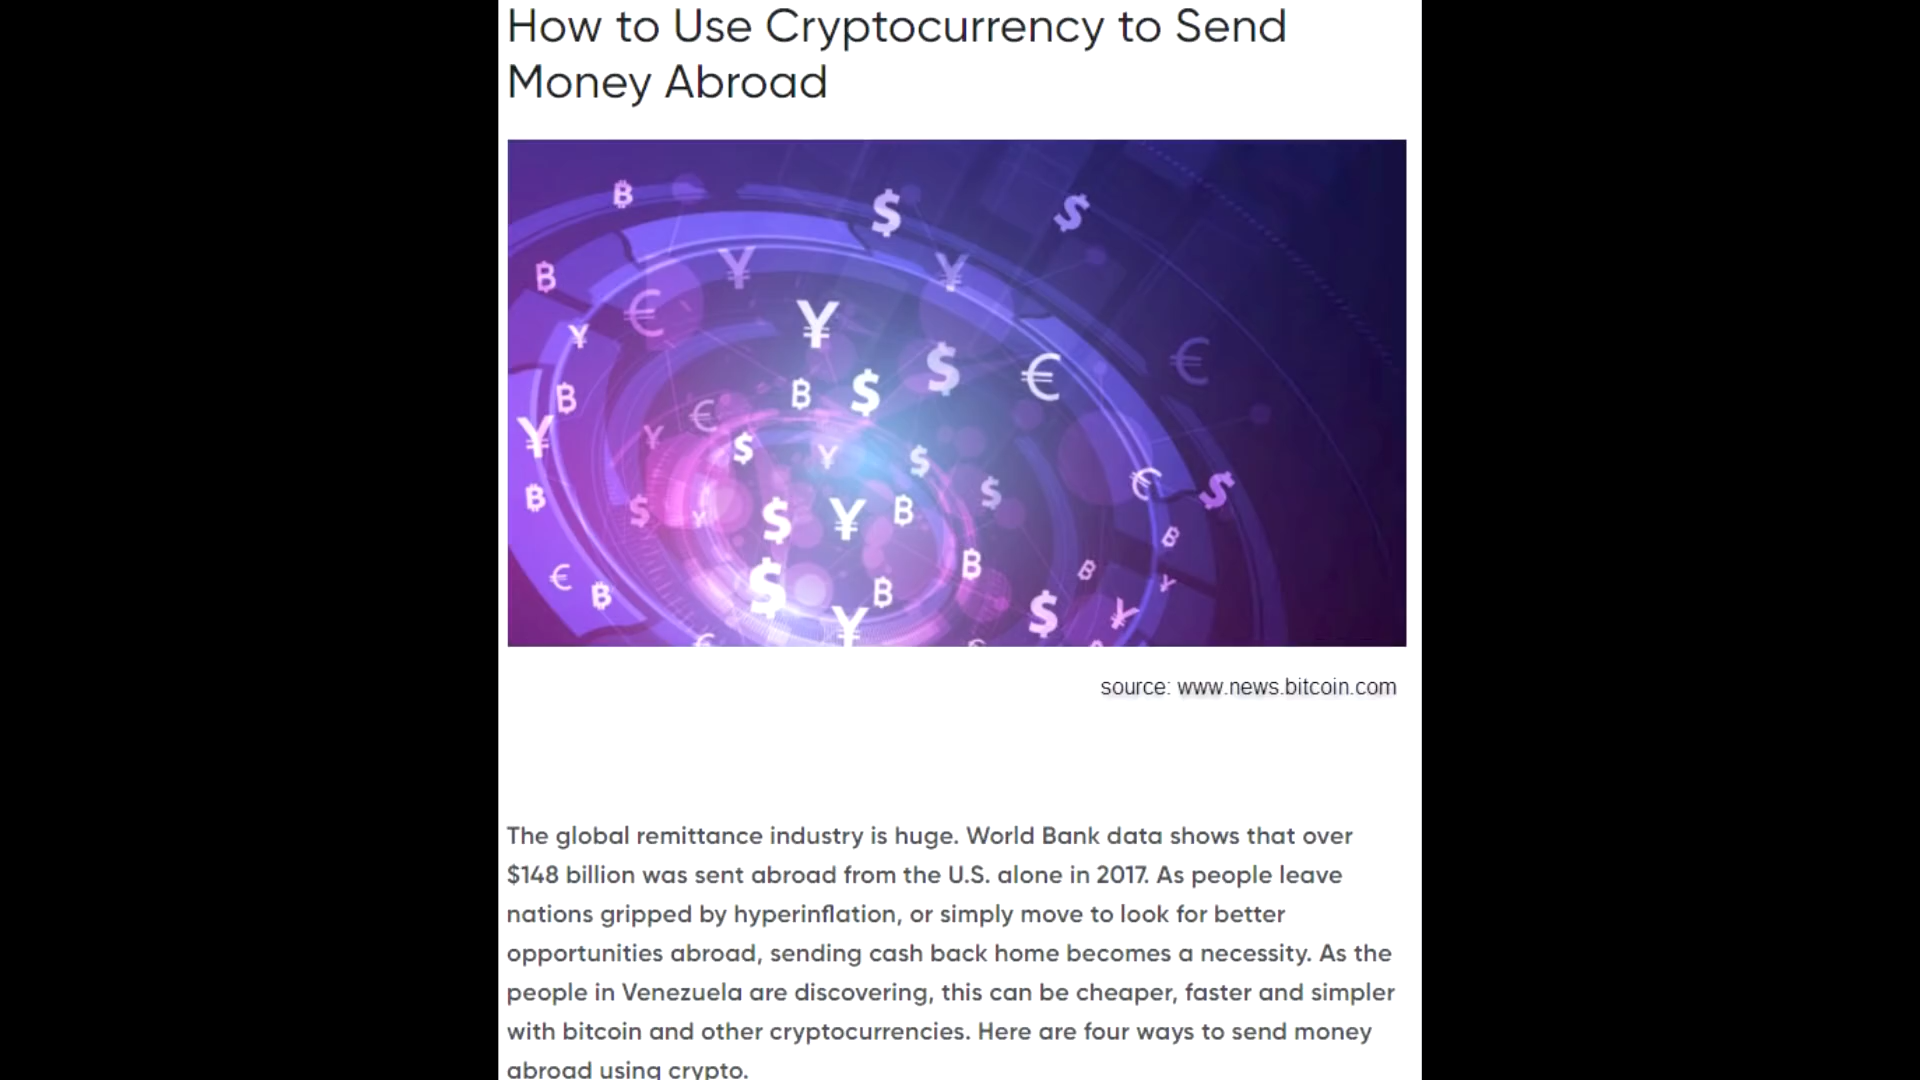 How to Use Cryptocurrency to Send
Money Abroad
source: www.news.bitcoin.com
The global remittance industry is huge. World Bank data shows that over
$148 billion was sent abroad from the U.S. alone in 2017. As people leave
nations gripped by hyperinflation, or simply move to look for better
opportunities abroad, sending cash back home becomes a necessity. As the
people in Venezuela are discovering, this can be cheaper, faster and simpler
with bitcoin and other cryptocurrencies. Here are four ways to send money
abroad using crypto.